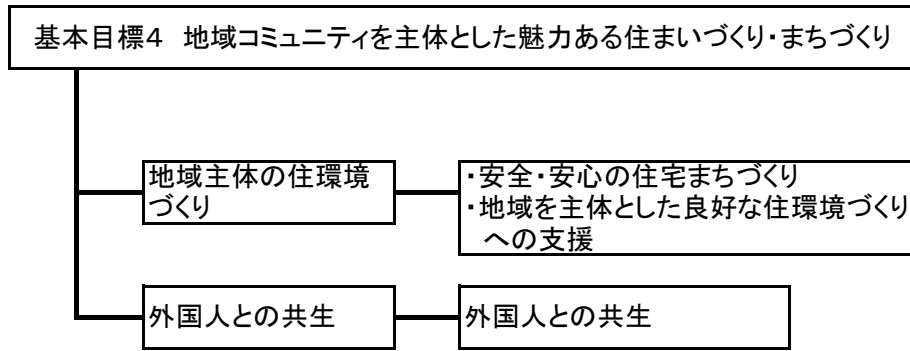 基本目標4　地域コミュニティを主体とした魅力ある住まいづくり・まちづくり
地域主体の住環境
づくり
・安全・安心の住宅まちづくり
・地域を主体とした良好な住環境づくり
への支援
外国人との共生
外国人との共生